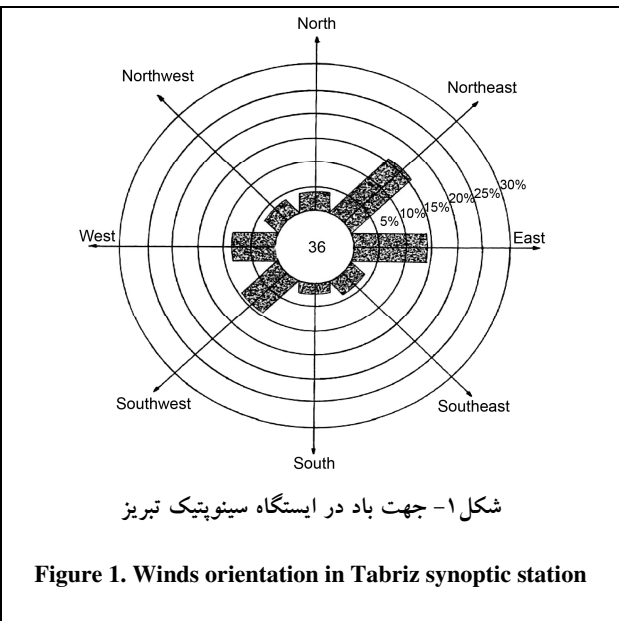 North
Northwest
Northeast
30%
25%
20%
15%
10%
5%
West
36
East
Southwest
Southeast
South
شکل۱- جهت باد در ایستگاه سینوپتیک تبریز
Figure 1. Winds orientation in Tabriz synoptic station